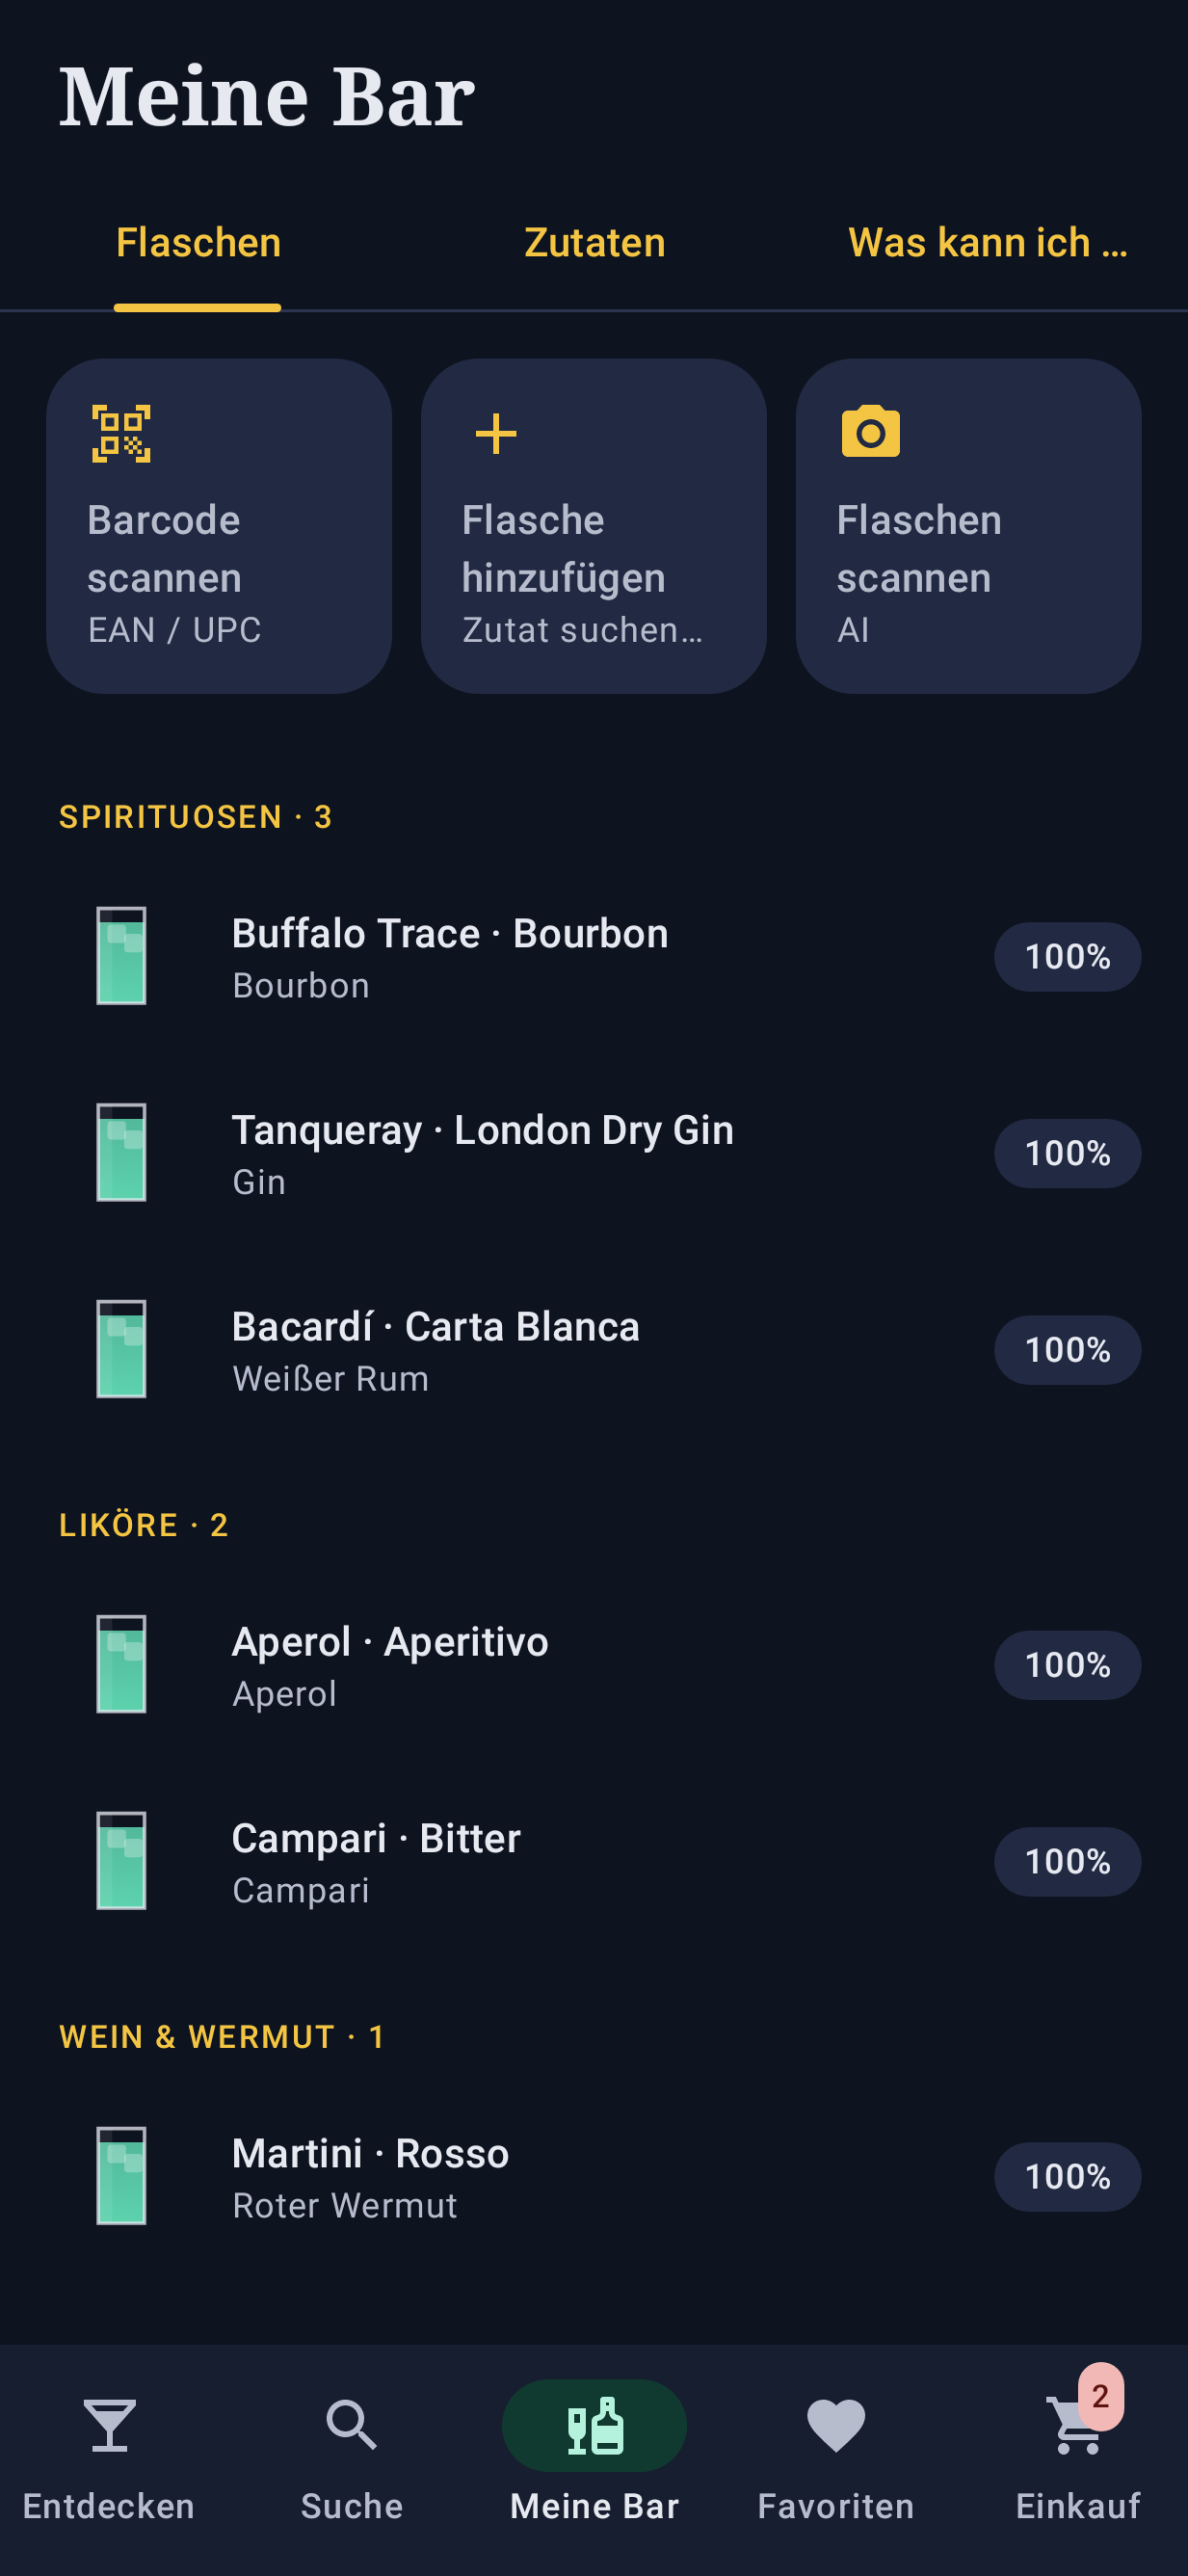 Meine Bar
Flaschen
Zutaten
Was kann ich …
Barcode
scannen
EAN / UPC
Flasche
hinzufügen
Zutat suchen…
Flaschen
scannen
AI
SPIRITUOSEN · 3
Buffalo Trace · Bourbon
Bourbon
100%
Tanqueray · London Dry Gin
Gin
100%
Bacardí · Carta Blanca
Weißer Rum
100%
LIKÖRE · 2
Aperol · Aperitivo
Aperol
100%
Campari · Bitter
Campari
100%
WEIN & WERMUT · 1
Martini · Rosso
Roter Wermut
100%
2
Entdecken
Suche
Meine Bar
Favoriten
Einkauf